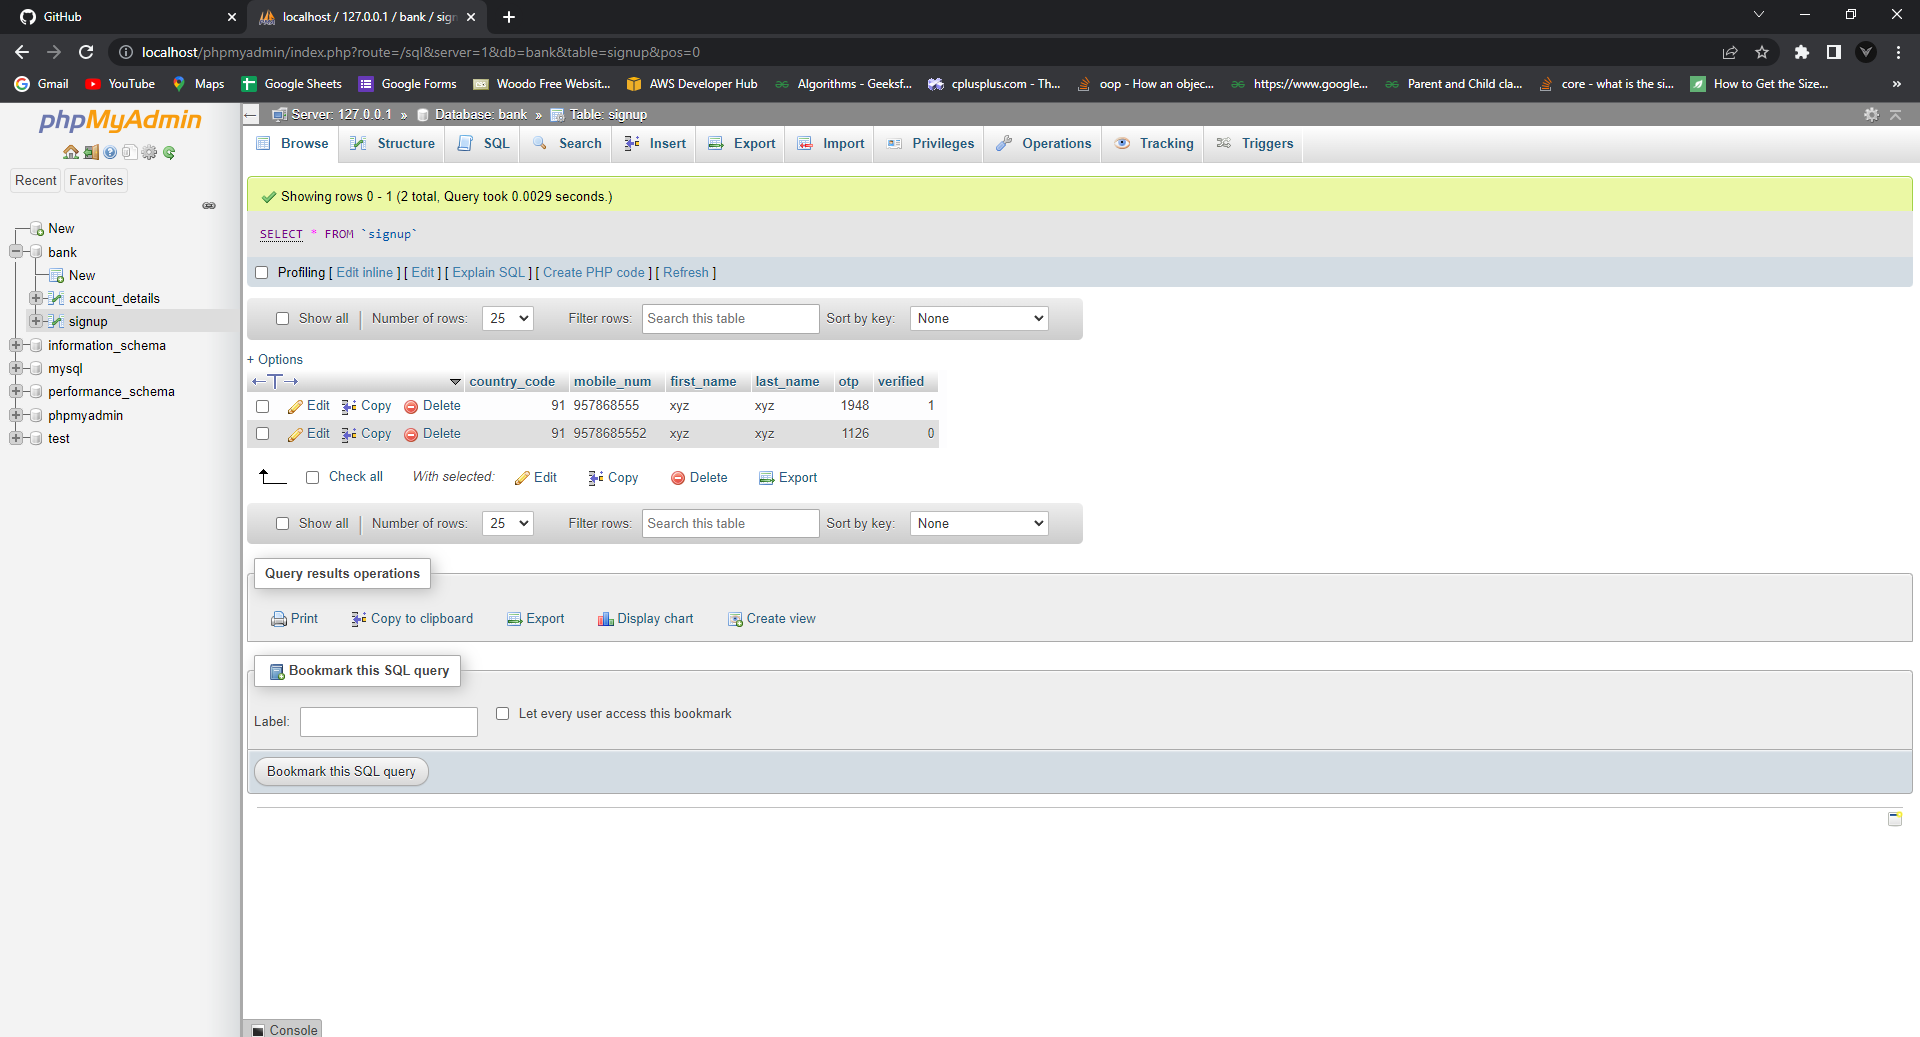 GitHub
localhost / 127.0.0.1 / bank / sign
localhost/phpmyadmin/index.php?route=/sql&server=1&db=bank&table=signup&pos=0
Gmail YouTube Maps Google Sheets Google Forms Woodo Free Websit... AWS Developer Hub Algorithms - Geeksf... cplusplus.com - Th... oop - How an objec... https://www.google... Parent and Child cla... core - what is the si... How to Get the Size... »
phpMyAdmin
Recent Favorites
New
bank
New
account_details
signup
information_schema
mysql
performance_schema
phpmyadmin
test
Server: 127.0.0.1 » Database: bank » Table: signup
Browse Structure SQL Search Insert Export Import Privileges Operations Tracking Triggers
Showing rows 0 - 1 (2 total, Query took 0.0029 seconds.)
SELECT * FROM `signup`
Profiling [ Edit inline ] [ Edit ] [ Explain SQL ] [ Create PHP code ] [ Refresh ]
Show all Number of rows: 25 Filter rows: Search this table Sort by key: None
+ Options
country_code mobile_num first_name last_name otp verified
Edit Copy Delete 91 957868555 xyz xyz 1948 1
Edit Copy Delete 91 9578685552 xyz xyz 1126 0
Check all With selected: Edit Copy Delete Export
Show all Number of rows: 25 Filter rows: Search this table Sort by key: None
Query results operations
Print Copy to clipboard Export Display chart Create view
Bookmark this SQL query
Label: Let every user access this bookmark
Bookmark this SQL query
Console